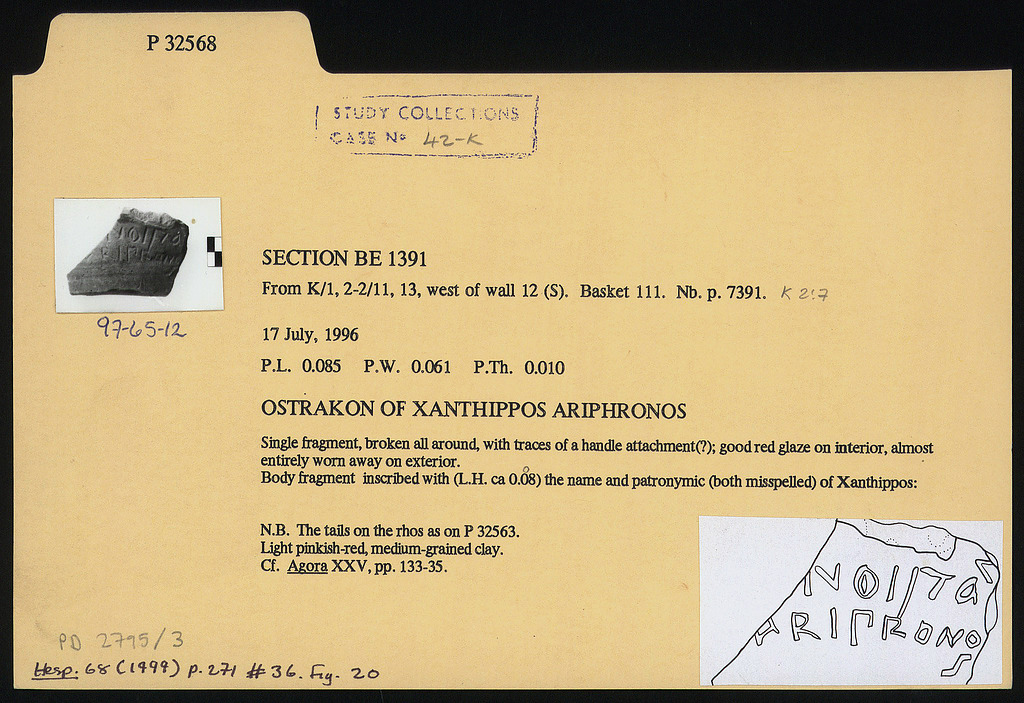 P 32568
STUDY COLLECTIONS
CASE Nº 42-K
SECTION BE 1391
From K/1, 2-2/11, 13, west of wall 12 (S). Basket 111. Nb. p. 7391. K 2:7
97-65-12
17 July, 1996
P.L. 0.085 P.W. 0.061 P.Th. 0.010
OSTRAKON OF XANTHIPPOS ARIPHRONOS
Single fragment, broken all around, with traces of a handle attachment(?); good red glaze on interior, almost
entirely worn away on exterior.
Body fragment inscribed with (L.H. ca 0.08) the name and patronymic (both misspelled) of Xanthippos:
N.B. The tails on the rhos as on P 32563.
Light pinkish-red, medium-grained clay.
Cf. Agora XXV, pp. 133-35.
ARIΓRONO
S
PD 2795/3
Hesp. 68 (1999) p. 271 # 36. Fig. 20